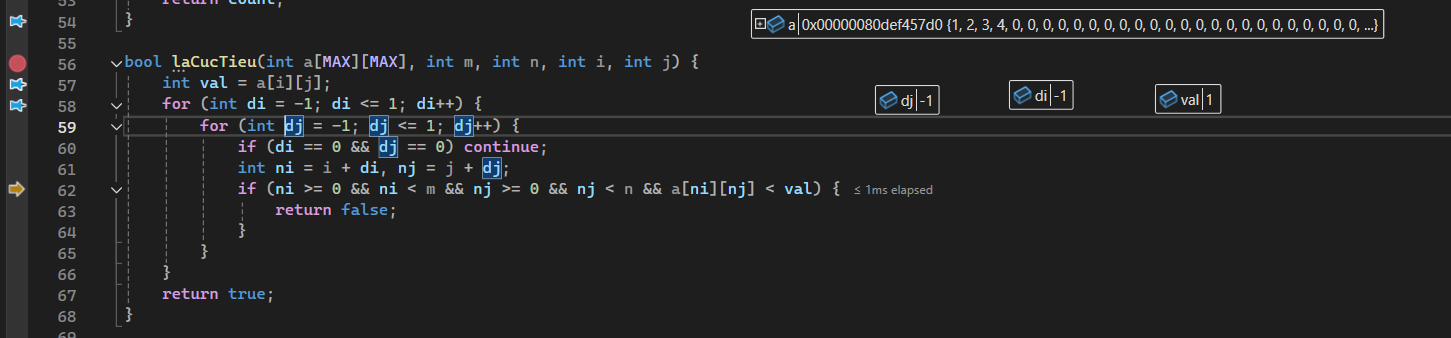 return count;
54 }
a 0x00000080def457d0 {1, 2, 3, 4, 0, 0, 0, 0, 0, 0, 0, 0, 0, 0, 0, 0, 0, 0, 0, 0, 0, 0, 0, 0, 0, 0, 0, ...}
55
56 bool laCucTieu(int a[MAX][MAX], int m, int n, int i, int j) {
57 int val = a[i][j];
58 for (int di = -1; di <= 1; di++) {
dj -1
di -1
val 1
59 for (int dj = -1; dj <= 1; dj++) {
60 if (di == 0 && dj == 0) continue;
61 int ni = i + di, nj = j + dj;
62 if (ni >= 0 && ni < m && nj >= 0 && nj < n && a[ni][nj] < val) { ≤ 1ms elapsed
63 return false;
64 }
65 }
66 }
67 return true;
68 }